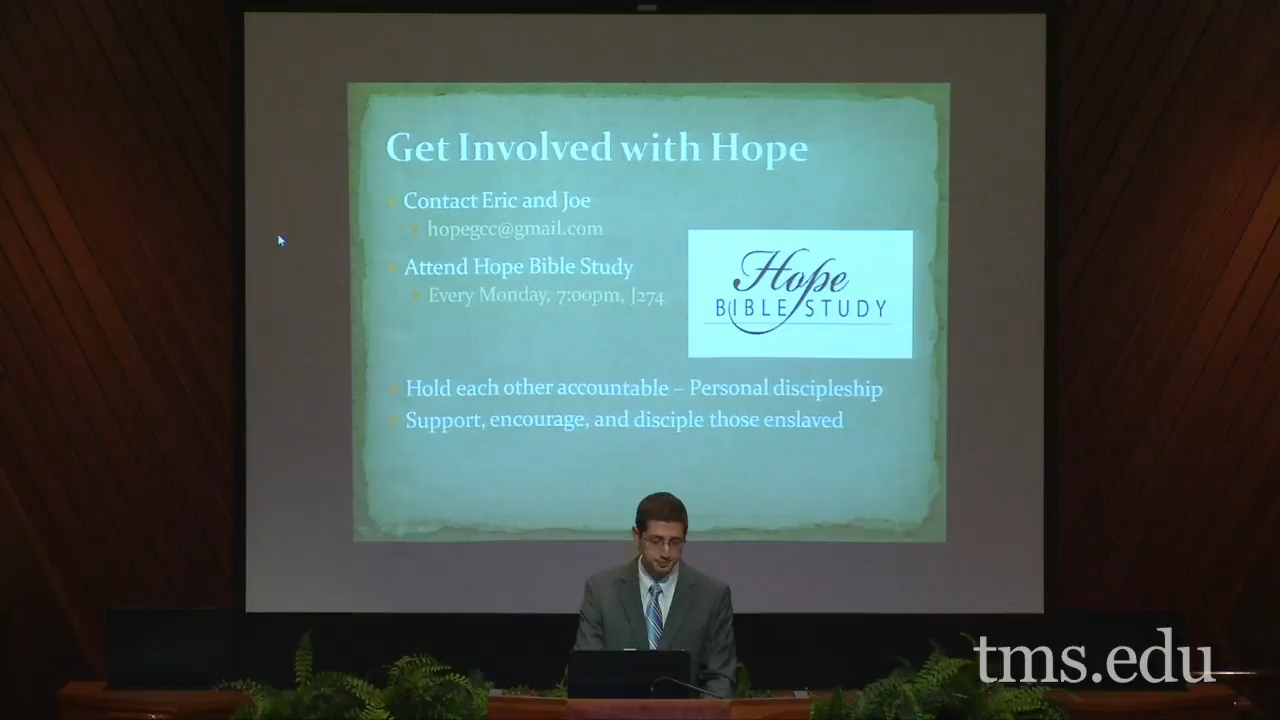 Get Involved with Hope
Contact Eric and Joe
hopegcc@gmail.com
Attend Hope Bible Study
Every Monday, 7:00pm, J274
Hope
BIBLE STUDY
Hold each other accountable – Personal discipleship
Support, encourage, and disciple those enslaved
tms.edu